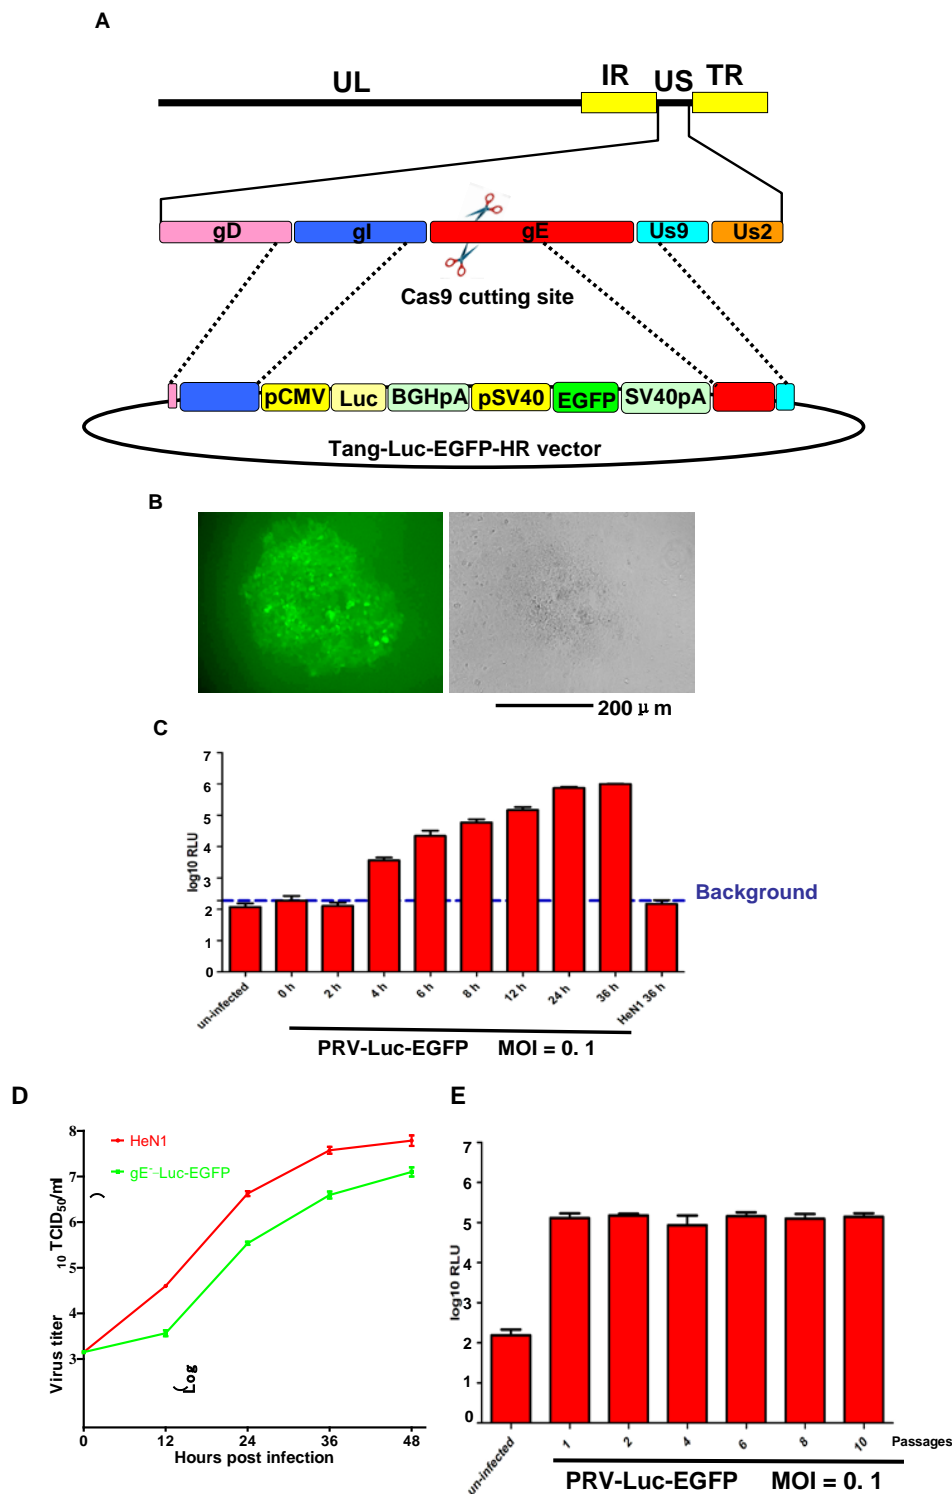 A
UL IR US TR
gD gI gE Us9 Us2
Cas9 cutting site
pCMV Luc BGHpA pSV40 EGFP SV40pA
Tang-Luc-EGFP-HR vector
B
200 μm
C
7
6
5
4
3
2
1
0
log10 RLU
Background
un-infected 0 h 2 h 4 h 6 h 8 h 12 h 24 h 36 h HeN1 36 h
PRV-Luc-EGFP MOI = 0. 1
D
8
7
6
5
4
3
HeN1
gE⁻-Luc-EGFP
Virus titer
(Log
10 TCID50/ml
)
0 12 24 36 48
Hours post infection
E
7
6
5
4
3
2
1
0
log10 RLU
un-infected 1 2 4 6 8 10 Passages
PRV-Luc-EGFP MOI = 0. 1